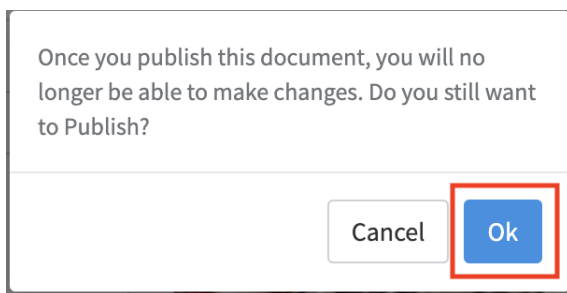 Once you publish this document, you will no
longer be able to make changes. Do you still want
to Publish?
Cancel
Ok